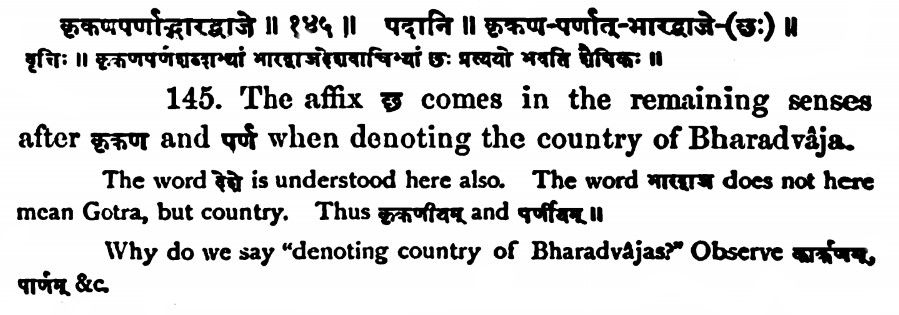 कृकणपर्णाद्भारद्वाजे ॥ १४५ ॥ पदानि ॥ कृकण-पर्णात्-भारद्वाजे-(छः) ॥
वृत्तिः ॥ कृकणपर्णशब्दाभ्यां भारद्वाजदेशवाचिभ्यां छः प्रत्ययो भवति शैषिकः ॥
145. The affix छ comes in the remaining senses
after कृकण and पर्ण when denoting the country of Bharadvâja.
The word देशे is understood here also. The word भारद्वाज does not here
mean Gotra, but country. Thus कृकणीयम् and पर्णीयम् ॥
Why do we say "denoting country of Bharadvâjas?" Observe कार्कणम्,
पार्णम् &c.